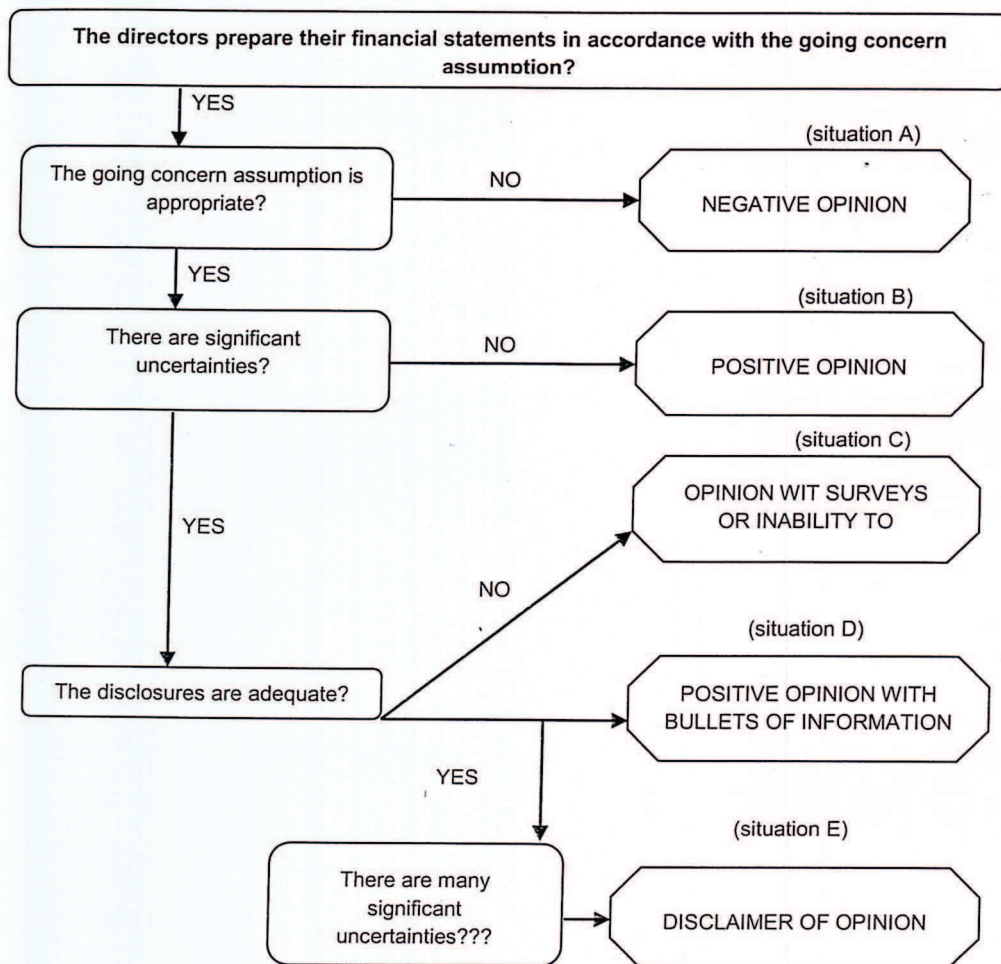 The directors prepare their financial statements in accordance with the going concern
assumption?
YES
(situation A)
The going concern assumption is
appropriate?
NO
NEGATIVE OPINION
YES
(situation B)
There are significant
uncertainties?
NO
POSITIVE OPINION
(situation C)
OPINION WIT SURVEYS
OR INABILITY TO
YES
NO
(situation D)
The disclosures are adequate?
POSITIVE OPINION WITH
BULLETS OF INFORMATION
YES
(situation E)
There are many
significant
uncertainties???
DISCLAIMER OF OPINION